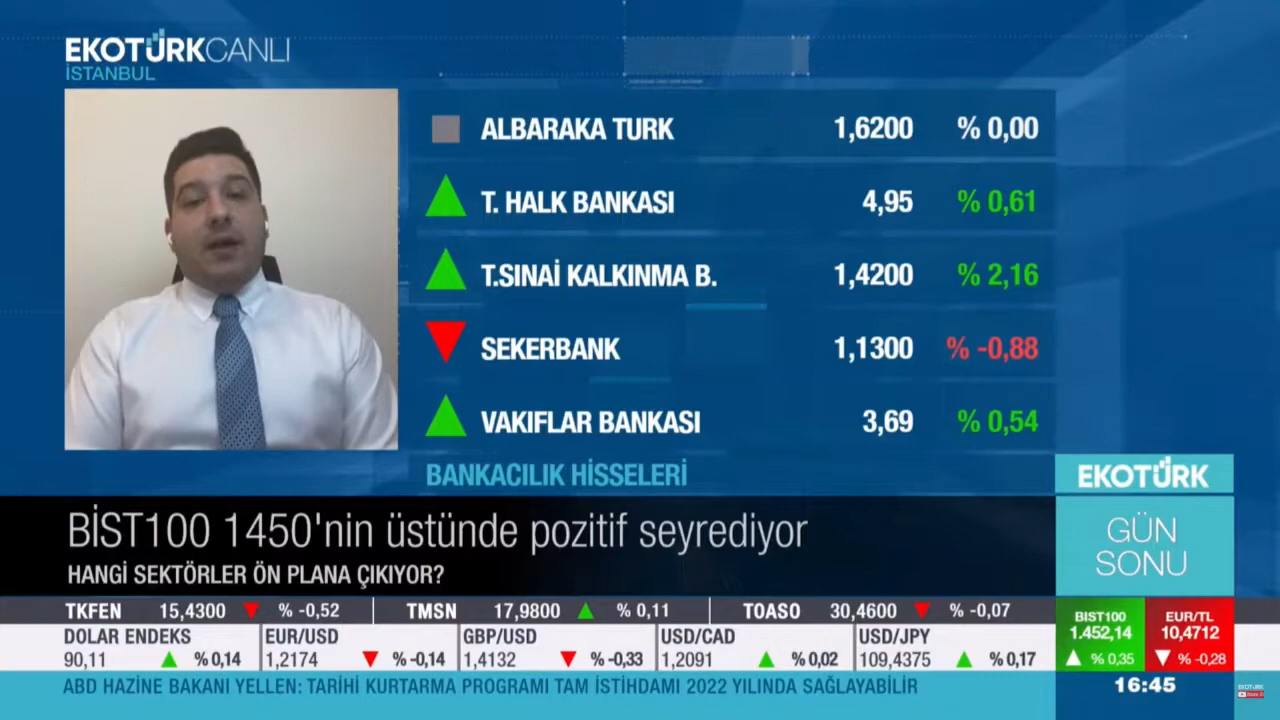 EKOTÜRKCANLI
İSTANBUL
ALBARAKA TURK 1,6200 % 0,00
T. HALK BANKASI 4,95 % 0,61
T.SINAİ KALKINMA B. 1,4200 % 2,16
SEKERBANK 1,1300 % -0,88
VAKIFLAR BANKASI 3,69 % 0,54
BANKACILIK HİSSELERİ
EKOTÜRK
GÜN
SONU
BİST100 1450'nin üstünde pozitif seyrediyor
HANGİ SEKTÖRLER ÖN PLANA ÇIKIYOR?
TKFEN 15,4300 % -0,52 TMSN 17,9800 % 0,11 TOASO 30,4600 % -0,07
DOLAR ENDEKS EUR/USD GBP/USD USD/CAD USD/JPY
90,11 % 0,14 1,2174 % -0,14 1,4132 % -0,33 1,2091 % 0,02 109,4375 % 0,17
BIST100 EUR/TL
1.452,14 10,4712
% 0,35 % -0,28
ABD HAZİNE BAKANI YELLEN: TARİHİ KURTARMA PROGRAMI TAM İSTİHDAMI 2022 YILINDA SAĞLAYABİLİR
16:45
EKOTÜRK